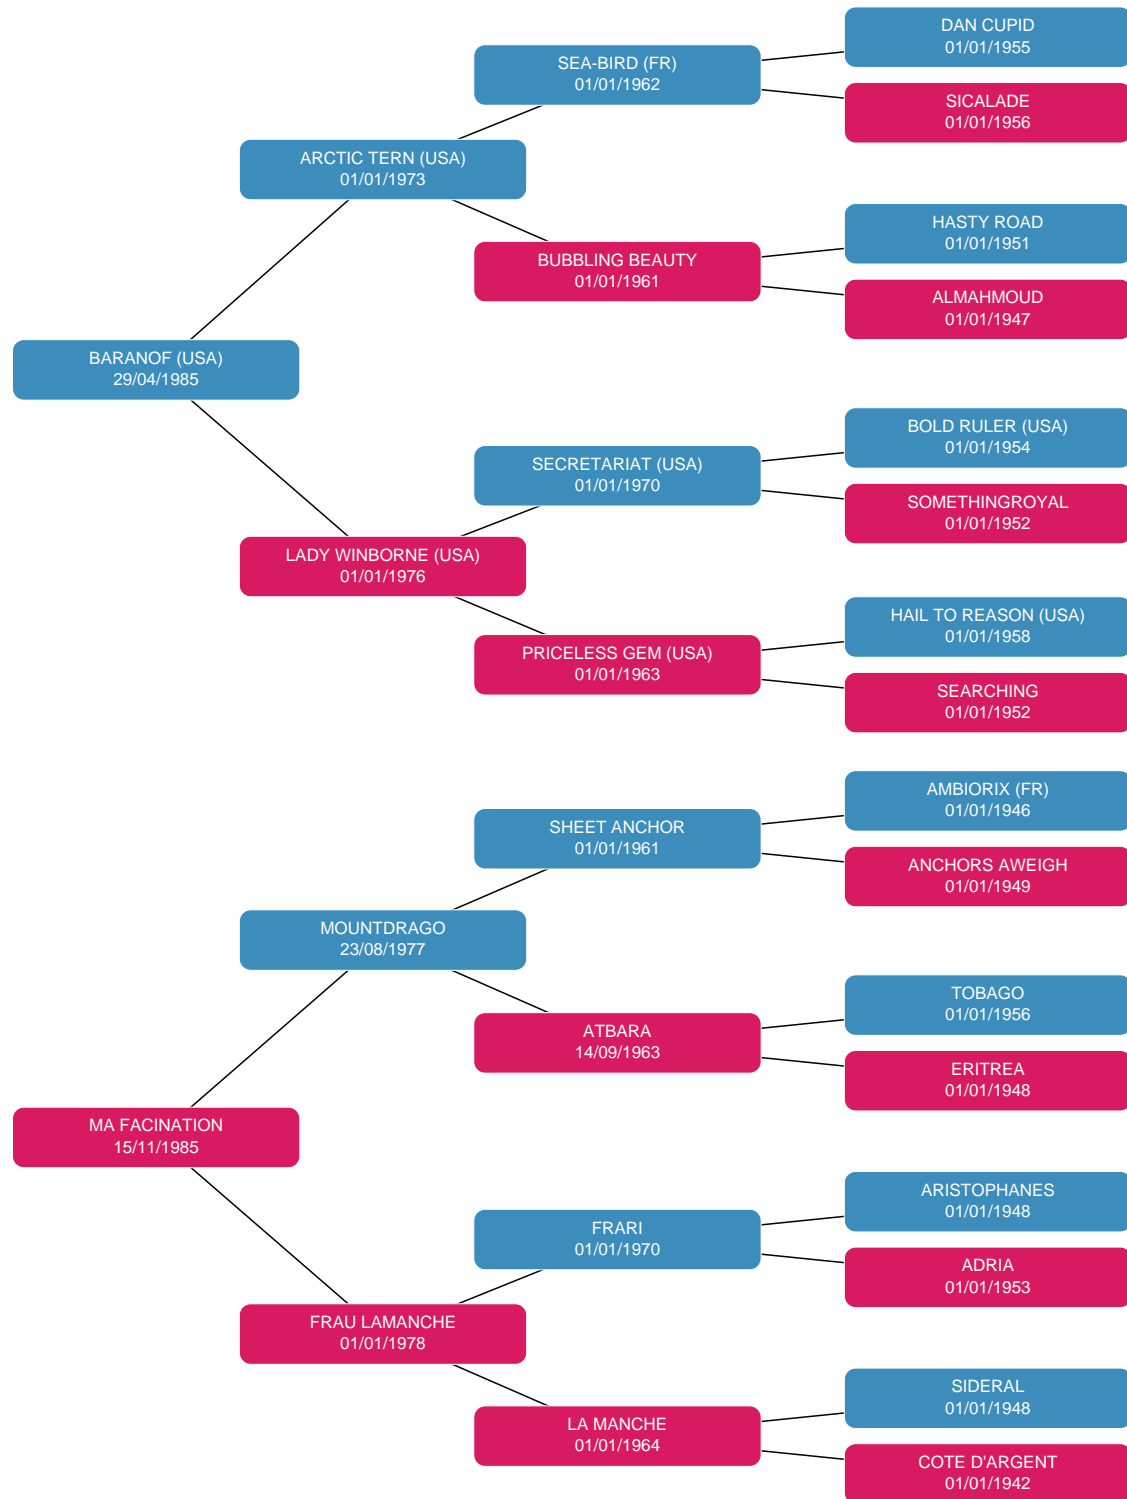 DAN CUPID
01/01/1955
SEA-BIRD (FR)
01/01/1962
SICALADE
01/01/1956
ARCTIC TERN (USA)
01/01/1973
HASTY ROAD
01/01/1951
BUBBLING BEAUTY
01/01/1961
ALMAHMOUD
01/01/1947
BARANOF (USA)
29/04/1985
BOLD RULER (USA)
01/01/1954
SECRETARIAT (USA)
01/01/1970
SOMETHINGROYAL
01/01/1952
LADY WINBORNE (USA)
01/01/1976
HAIL TO REASON (USA)
01/01/1958
PRICELESS GEM (USA)
01/01/1963
SEARCHING
01/01/1952
AMBIORIX (FR)
01/01/1946
SHEET ANCHOR
01/01/1961
ANCHORS AWEIGH
01/01/1949
MOUNTDRAGO
23/08/1977
TOBAGO
01/01/1956
ATBARA
14/09/1963
ERITREA
01/01/1948
MA FACINATION
15/11/1985
ARISTOPHANES
01/01/1948
FRARI
01/01/1970
ADRIA
01/01/1953
FRAU LAMANCHE
01/01/1978
SIDERAL
01/01/1948
LA MANCHE
01/01/1964
COTE D'ARGENT
01/01/1942